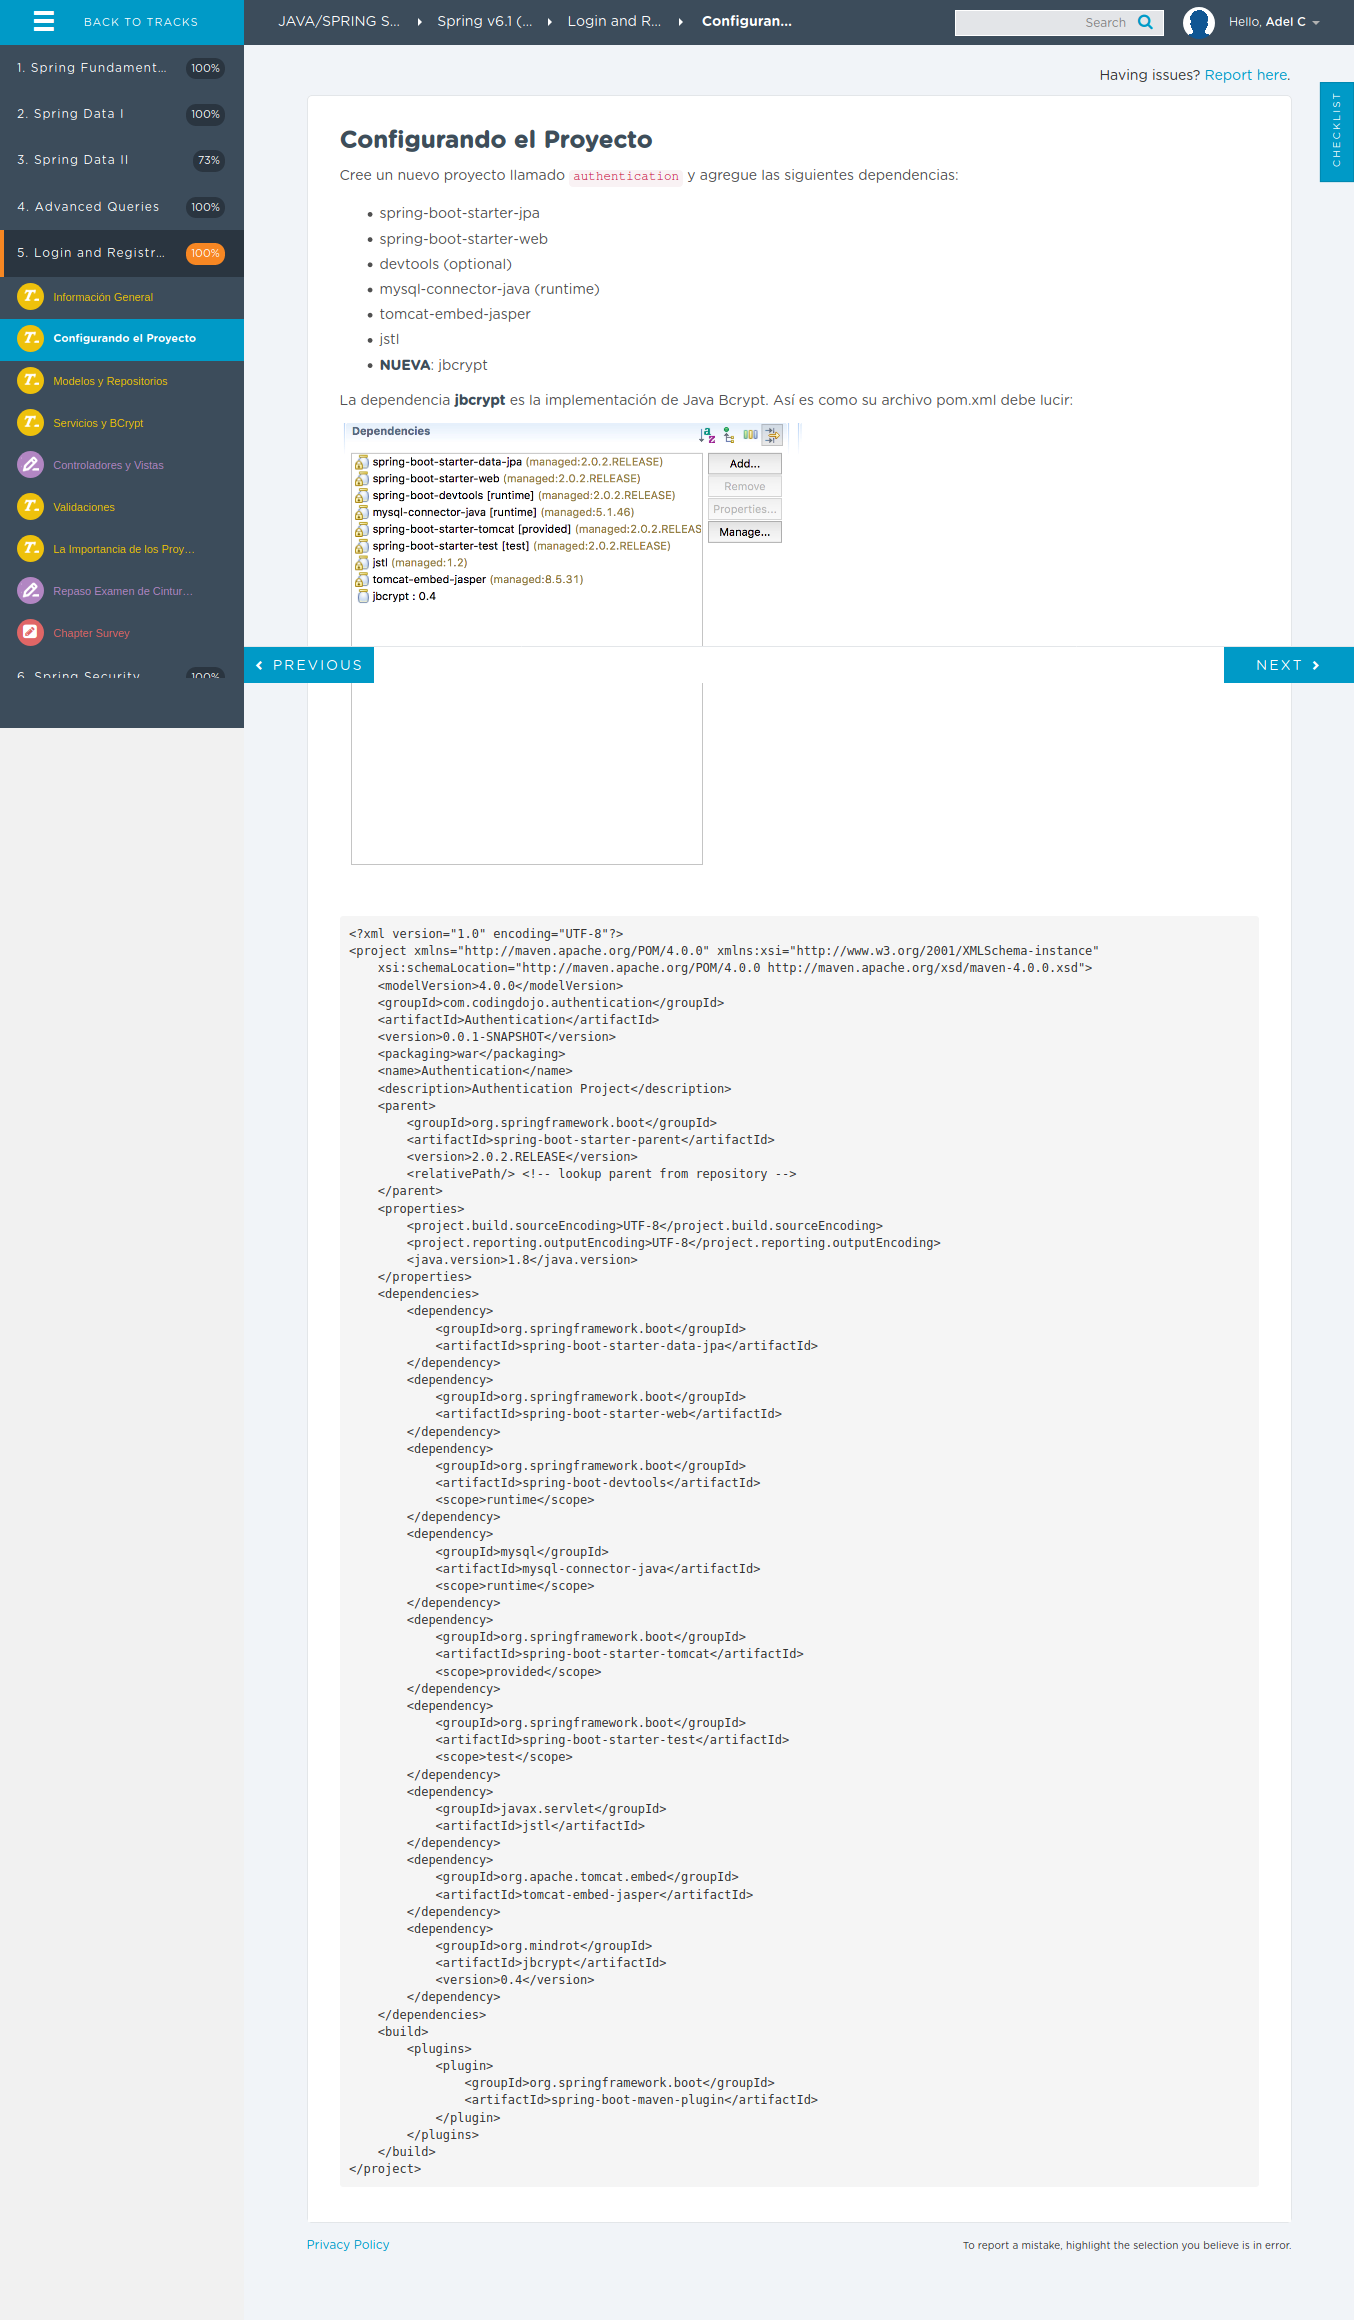 BACK TO TRACKS
JAVA/SPRING S...
Spring v6.1 (...
Login and R...
Configuran...
Search
Hello, Adel C
1. Spring Fundament... 100%
2. Spring Data I 100%
3. Spring Data II 73%
4. Advanced Queries 100%
5. Login and Registr... 100%
Información General
Configurando el Proyecto
Modelos y Repositorios
Servicios y BCrypt
Controladores y Vistas
Validaciones
La Importancia de los Proy...
Repaso Examen de Cintur...
Chapter Survey
6. Spring Security 100%
Having issues? Report here.
CHECKLIST
Configurando el Proyecto
Cree un nuevo proyecto llamado authentication y agregue las siguientes dependencias:
• spring-boot-starter-jpa
• spring-boot-starter-web
• devtools (optional)
• mysql-connector-java (runtime)
• tomcat-embed-jasper
• jstl
• NUEVA: jbcrypt
La dependencia jbcrypt es la implementación de Java Bcrypt. Así es como su archivo pom.xml debe lucir:
Dependencies
spring-boot-starter-data-jpa (managed:2.0.2.RELEASE)
spring-boot-starter-web (managed:2.0.2.RELEASE)
spring-boot-devtools [runtime] (managed:2.0.2.RELEASE)
mysql-connector-java [runtime] (managed:5.1.46)
spring-boot-starter-tomcat [provided] (managed:2.0.2.RELEAS
spring-boot-starter-test [test] (managed:2.0.2.RELEASE)
jstl (managed:1.2)
tomcat-embed-jasper (managed:8.5.31)
jbcrypt : 0.4
Add...
Remove
Properties...
Manage...
PREVIOUS
NEXT
<?xml version="1.0" encoding="UTF-8"?>
<project xmlns="http://maven.apache.org/POM/4.0.0" xmlns:xsi="http://www.w3.org/2001/XMLSchema-instance"
    xsi:schemaLocation="http://maven.apache.org/POM/4.0.0 http://maven.apache.org/xsd/maven-4.0.0.xsd">
    <modelVersion>4.0.0</modelVersion>
    <groupId>com.codingdojo.authentication</groupId>
    <artifactId>Authentication</artifactId>
    <version>0.0.1-SNAPSHOT</version>
    <packaging>war</packaging>
    <name>Authentication</name>
    <description>Authentication Project</description>
    <parent>
        <groupId>org.springframework.boot</groupId>
        <artifactId>spring-boot-starter-parent</artifactId>
        <version>2.0.2.RELEASE</version>
        <relativePath/> <!-- lookup parent from repository -->
    </parent>
    <properties>
        <project.build.sourceEncoding>UTF-8</project.build.sourceEncoding>
        <project.reporting.outputEncoding>UTF-8</project.reporting.outputEncoding>
        <java.version>1.8</java.version>
    </properties>
    <dependencies>
        <dependency>
            <groupId>org.springframework.boot</groupId>
            <artifactId>spring-boot-starter-data-jpa</artifactId>
        </dependency>
        <dependency>
            <groupId>org.springframework.boot</groupId>
            <artifactId>spring-boot-starter-web</artifactId>
        </dependency>
        <dependency>
            <groupId>org.springframework.boot</groupId>
            <artifactId>spring-boot-devtools</artifactId>
            <scope>runtime</scope>
        </dependency>
        <dependency>
            <groupId>mysql</groupId>
            <artifactId>mysql-connector-java</artifactId>
            <scope>runtime</scope>
        </dependency>
        <dependency>
            <groupId>org.springframework.boot</groupId>
            <artifactId>spring-boot-starter-tomcat</artifactId>
            <scope>provided</scope>
        </dependency>
        <dependency>
            <groupId>org.springframework.boot</groupId>
            <artifactId>spring-boot-starter-test</artifactId>
            <scope>test</scope>
        </dependency>
        <dependency>
            <groupId>javax.servlet</groupId>
            <artifactId>jstl</artifactId>
        </dependency>
        <dependency>
            <groupId>org.apache.tomcat.embed</groupId>
            <artifactId>tomcat-embed-jasper</artifactId>
        </dependency>
        <dependency>
            <groupId>org.mindrot</groupId>
            <artifactId>jbcrypt</artifactId>
            <version>0.4</version>
        </dependency>
    </dependencies>
    <build>
        <plugins>
            <plugin>
                <groupId>org.springframework.boot</groupId>
                <artifactId>spring-boot-maven-plugin</artifactId>
            </plugin>
        </plugins>
    </build>
</project>
Privacy Policy
To report a mistake, highlight the selection you believe is in error.